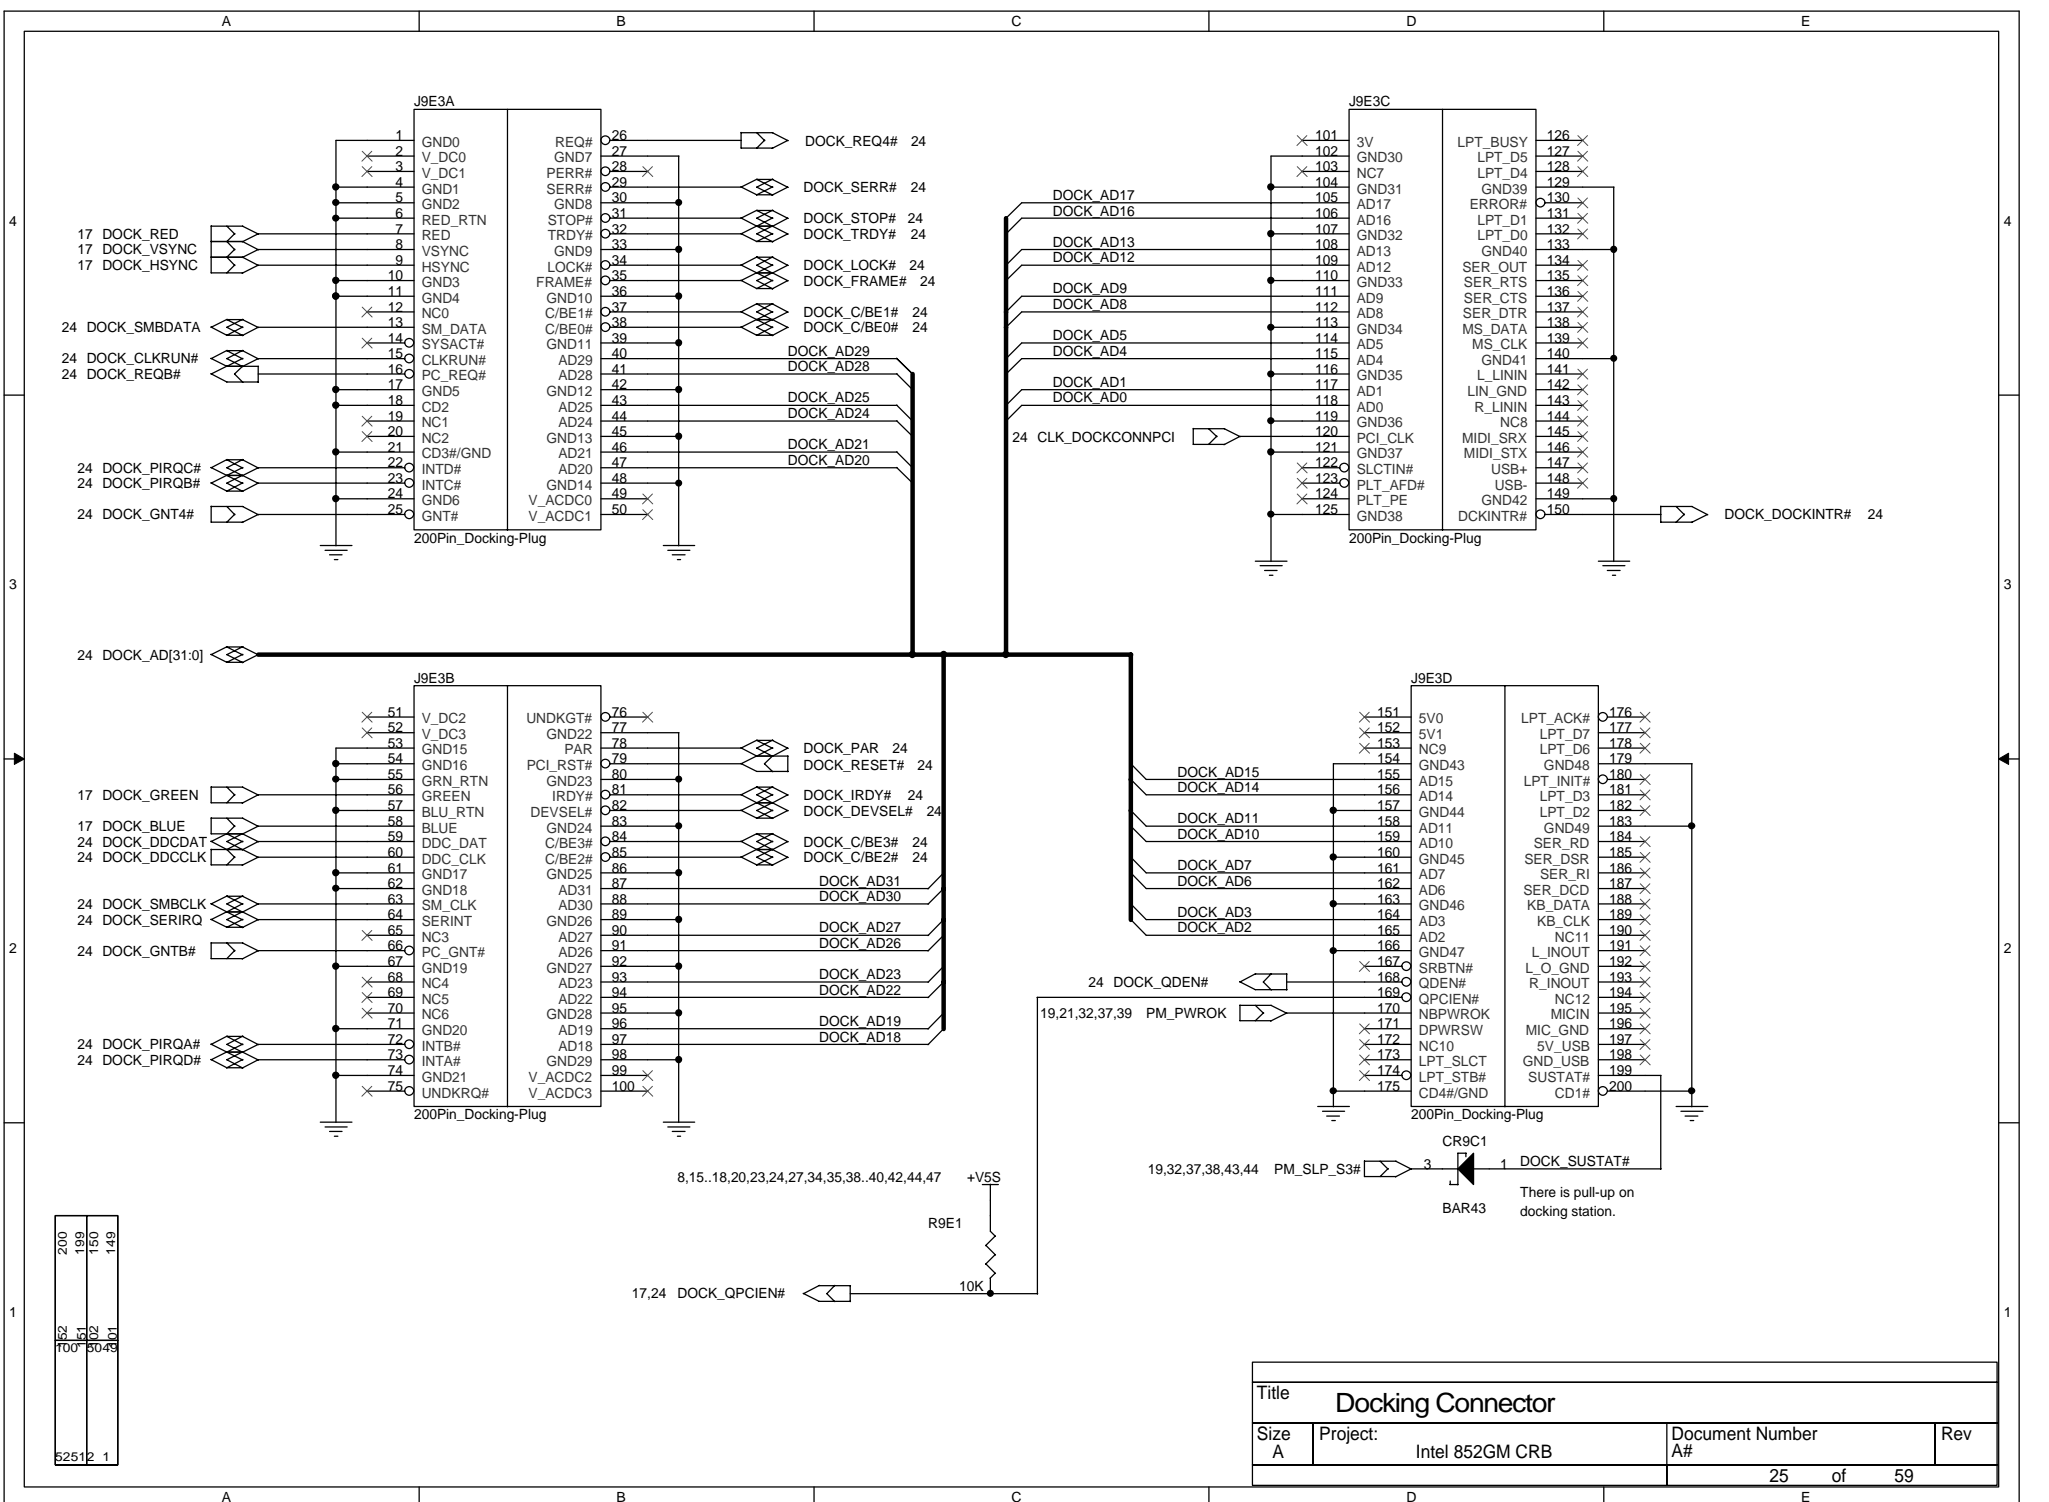 A B C D E
J9E3A
1 GND0 REQ# 26 DOCK_REQ4# 24
2 V_DC0 GND7 27
3 V_DC1 PERR# 28
4 GND1 SERR# 29 DOCK_SERR# 24
5 GND2 GND8 30
6 RED_RTN STOP# 31 DOCK_STOP# 24
17 DOCK_RED 7 RED TRDY# 32 DOCK_TRDY# 24
17 DOCK_VSYNC 8 VSYNC GND9 33
17 DOCK_HSYNC 9 HSYNC LOCK# 34 DOCK_LOCK# 24
10 GND3 FRAME# 35 DOCK_FRAME# 24
11 GND4 GND10 36
12 NC0 C/BE1# 37 DOCK_C/BE1# 24
24 DOCK_SMBDATA 13 SM_DATA C/BE0# 38 DOCK_C/BE0# 24
14 SYSACT# GND11 39
24 DOCK_CLKRUN# 15 CLKRUN# AD29 40 DOCK_AD29
24 DOCK_REQB# 16 PC_REQ# AD28 41 DOCK_AD28
17 GND5 GND12 42
18 CD2 AD25 43 DOCK_AD25
19 NC1 AD24 44 DOCK_AD24
20 NC2 GND13 45
21 CD3#/GND AD21 46 DOCK_AD21
24 DOCK_PIRQC# 22 INTD# AD20 47 DOCK_AD20
24 DOCK_PIRQB# 23 INTC# GND14 48
24 GND6 V_ACDC0 49
24 DOCK_GNT4# 25 GNT# V_ACDC1 50
200Pin_Docking-Plug
J9E3C
101 3V LPT_BUSY 126
102 GND30 LPT_D5 127
103 NC7 LPT_D4 128
104 GND31 GND39 129
DOCK_AD17 105 AD17 ERROR# 130
DOCK_AD16 106 AD16 LPT_D1 131
107 GND32 LPT_D0 132
DOCK_AD13 108 AD13 GND40 133
DOCK_AD12 109 AD12 SER_OUT 134
110 GND33 SER_RTS 135
DOCK_AD9 111 AD9 SER_CTS 136
DOCK_AD8 112 AD8 SER_DTR 137
113 GND34 MS_DATA 138
DOCK_AD5 114 AD5 MS_CLK 139
DOCK_AD4 115 AD4 GND41 140
116 GND35 L_LININ 141
DOCK_AD1 117 AD1 LIN_GND 142
DOCK_AD0 118 AD0 R_LININ 143
119 GND36 NC8 144
24 CLK_DOCKCONNPCI 120 PCI_CLK MIDI_SRX 145
121 GND37 MIDI_STX 146
122 SLCTIN# USB+ 147
123 PLT_AFD# USB- 148
124 PLT_PE GND42 149
125 GND38 DCKINTR# 150 DOCK_DOCKINTR# 24
200Pin_Docking-Plug
4 4
3 3
24 DOCK_AD[31:0]
J9E3B
51 V_DC2 UNDKGT# 76
52 V_DC3 GND22 77
53 GND15 PAR 78 DOCK_PAR 24
54 GND16 PCI_RST# 79 DOCK_RESET# 24
55 GRN_RTN GND23 80
17 DOCK_GREEN 56 GREEN IRDY# 81 DOCK_IRDY# 24
57 BLU_RTN DEVSEL# 82 DOCK_DEVSEL# 24
17 DOCK_BLUE 58 BLUE GND24 83
24 DOCK_DDCDAT 59 DDC_DAT C/BE3# 84 DOCK_C/BE3# 24
24 DOCK_DDCCLK 60 DDC_CLK C/BE2# 85 DOCK_C/BE2# 24
61 GND17 GND25 86
62 GND18 AD31 87 DOCK_AD31
24 DOCK_SMBCLK 63 SM_CLK AD30 88 DOCK_AD30
24 DOCK_SERIRQ 64 SERINT GND26 89
65 NC3 AD27 90 DOCK_AD27
24 DOCK_GNTB# 66 PC_GNT# AD26 91 DOCK_AD26
67 GND19 GND27 92
68 NC4 AD23 93 DOCK_AD23
69 NC5 AD22 94 DOCK_AD22
70 NC6 GND28 95
71 GND20 AD19 96 DOCK_AD19
24 DOCK_PIRQA# 72 INTB# AD18 97 DOCK_AD18
24 DOCK_PIRQD# 73 INTA# GND29 98
74 GND21 V_ACDC2 99
75 UNDKRQ# V_ACDC3 100
200Pin_Docking-Plug
J9E3D
151 5V0 LPT_ACK# 176
152 5V1 LPT_D7 177
153 NC9 LPT_D6 178
154 GND43 GND48 179
DOCK_AD15 155 AD15 LPT_INIT# 180
DOCK_AD14 156 AD14 LPT_D3 181
157 GND44 LPT_D2 182
DOCK_AD11 158 AD11 GND49 183
DOCK_AD10 159 AD10 SER_RD 184
160 GND45 SER_DSR 185
DOCK_AD7 161 AD7 SER_RI 186
DOCK_AD6 162 AD6 SER_DCD 187
163 GND46 KB_DATA 188
DOCK_AD3 164 AD3 KB_CLK 189
DOCK_AD2 165 AD2 NC11 190
166 GND47 L_INOUT 191
167 SRBTN# L_O_GND 192
24 DOCK_QDEN# 168 QDEN# R_INOUT 193
169 QPCIEN# NC12 194
19,21,32,37,39 PM_PWROK 170 NBPWROK MICIN 195
171 DPWRSW MIC_GND 196
172 NC10 5V_USB 197
173 LPT_SLCT GND_USB 198
174 LPT_STB# SUSTAT# 199
175 CD4#/GND CD1# 200
200Pin_Docking-Plug
2 2
CR9C1
19,32,37,38,43,44 PM_SLP_S3# 3 1 DOCK_SUSTAT#
BAR43
There is pull-up on
docking station.
8,15..18,20,23,24,27,34,35,38..40,42,44,47 +V5S
R9E1
10K
17,24 DOCK_QPCIEN#
1 1
200 199 150 149
152 151 102 101
100 50 49
52 51 2 1
Title
Docking Connector
Size
A
Project:
Intel 852GM CRB
Document Number
A#
Rev
25 of 59
A B C D E